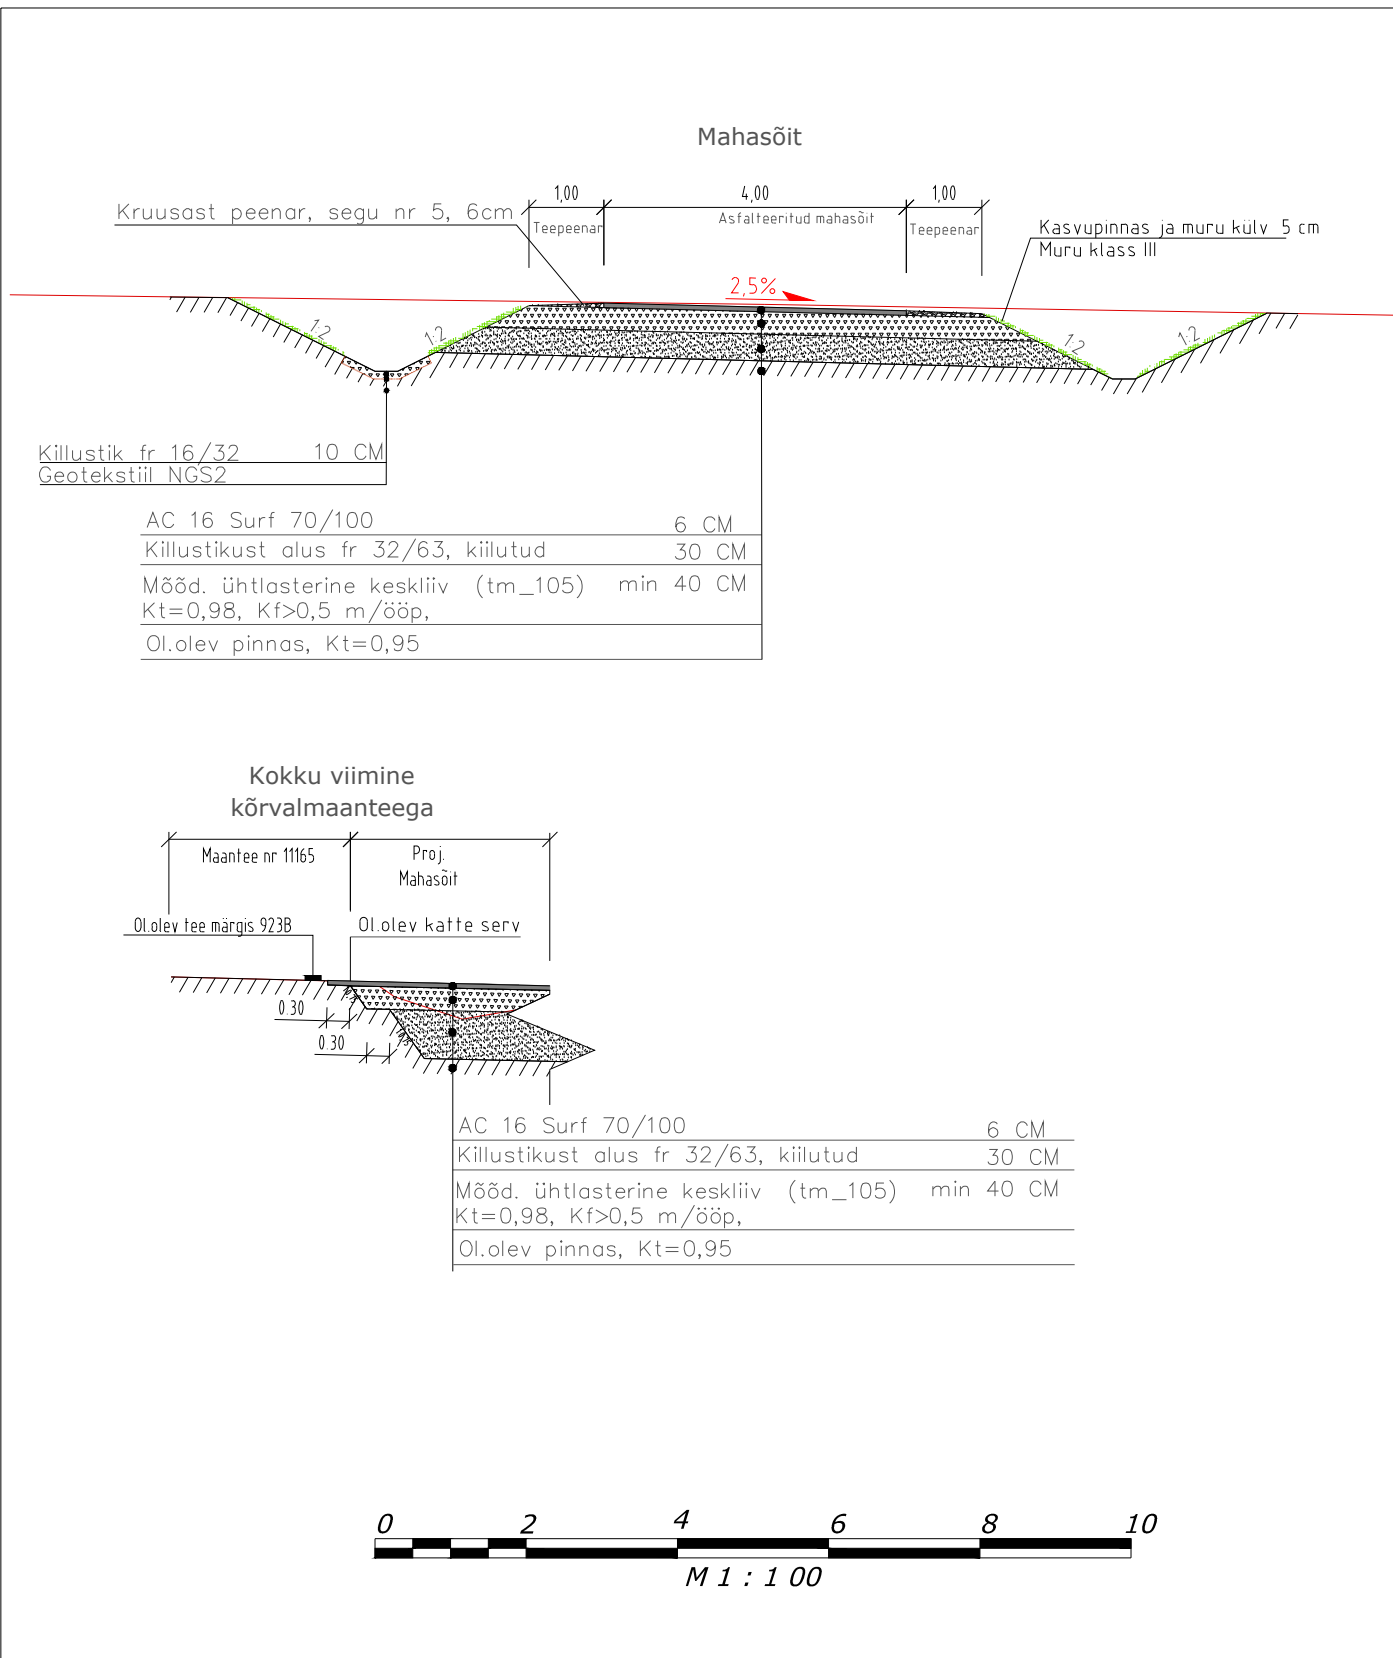 Mahasõit
1,00
4,00
1,00
Kruusast peenar, segu nr 5, 6cm
Teepeenar
Asfalteeritud mahasõit
Teepeenar
Kasvupinnas ja muru külv 5 cm
Muru klass III
2,5%
1:2
1:2
1:2
1:2
Killustik fr 16/32 10 CM
Geotekstiil NGS2
AC 16 Surf 70/100 6 CM
Killustikust alus fr 32/63, kiilutud 30 CM
Mõõd. ühtlasterine keskliiv (tm_105) min 40 CM
Kt=0,98, Kf>0,5 m/ööp,
Ol.olev pinnas, Kt=0,95
Kokku viimine
kõrvalmaanteega
Maantee nr 11165
Proj.
Mahasõit
Ol.olev tee märgis 923B
Ol.olev katte serv
0.30
0.30
AC 16 Surf 70/100 6 CM
Killustikust alus fr 32/63, kiilutud 30 CM
Mõõd. ühtlasterine keskliiv (tm_105) min 40 CM
Kt=0,98, Kf>0,5 m/ööp,
Ol.olev pinnas, Kt=0,95
0 2 4 6 8 10
M 1 : 1 00